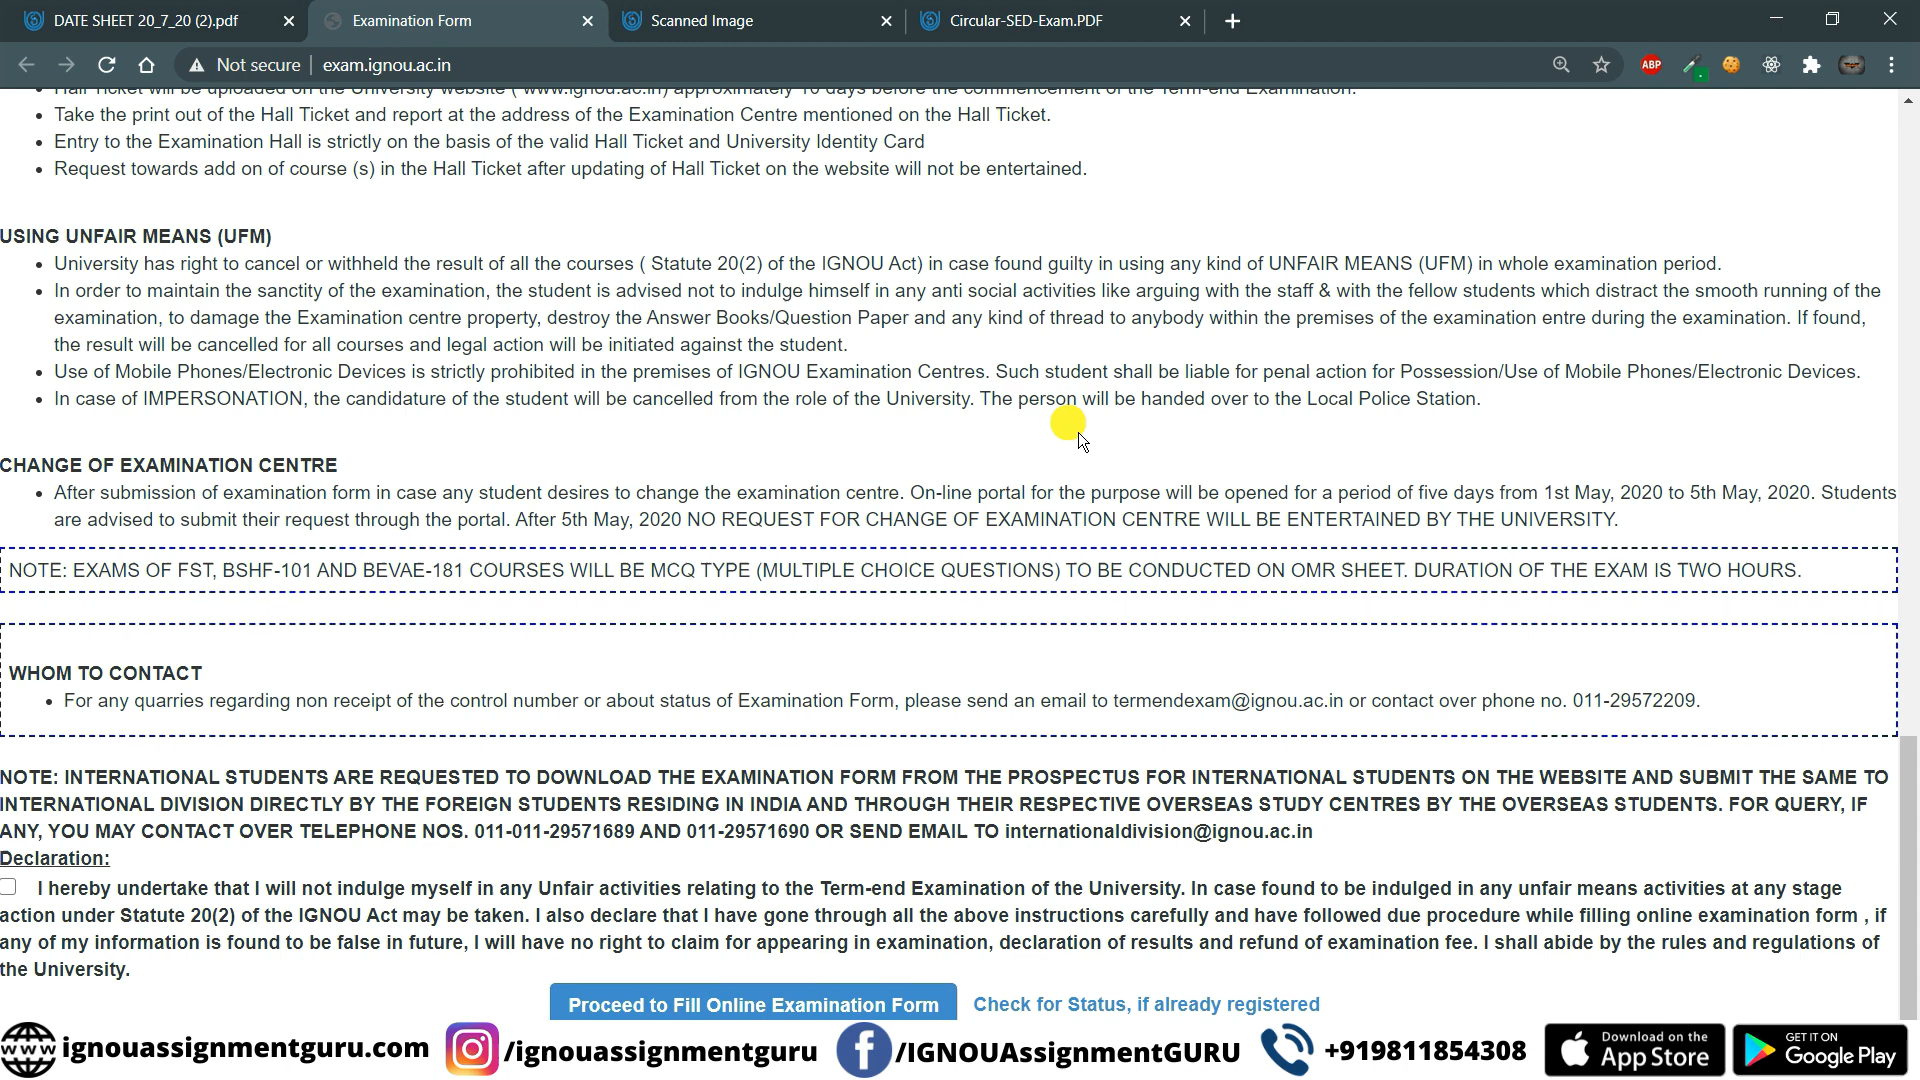 DATE SHEET 20_7_20 (2).pdf
Examination Form
Scanned Image
Circular-SED-Exam.PDF
Not secure
exam.ignou.ac.in
ABP
Hall Ticket will be uploaded on the University website ( www.ignou.ac.in) approximately 10 days before the commencement of the Term-end Examination.
Take the print out of the Hall Ticket and report at the address of the Examination Centre mentioned on the Hall Ticket.
Entry to the Examination Hall is strictly on the basis of the valid Hall Ticket and University Identity Card
Request towards add on of course (s) in the Hall Ticket after updating of Hall Ticket on the website will not be entertained.
USING UNFAIR MEANS (UFM)
University has right to cancel or withheld the result of all the courses ( Statute 20(2) of the IGNOU Act) in case found guilty in using any kind of UNFAIR MEANS (UFM) in whole examination period.
In order to maintain the sanctity of the examination, the student is advised not to indulge himself in any anti social activities like arguing with the staff & with the fellow students which distract the smooth running of the
examination, to damage the Examination centre property, destroy the Answer Books/Question Paper and any kind of thread to anybody within the premises of the examination entre during the examination. If found,
the result will be cancelled for all courses and legal action will be initiated against the student.
Use of Mobile Phones/Electronic Devices is strictly prohibited in the premises of IGNOU Examination Centres. Such student shall be liable for penal action for Possession/Use of Mobile Phones/Electronic Devices.
In case of IMPERSONATION, the candidature of the student will be cancelled from the role of the University. The person will be handed over to the Local Police Station.
CHANGE OF EXAMINATION CENTRE
After submission of examination form in case any student desires to change the examination centre. On-line portal for the purpose will be opened for a period of five days from 1st May, 2020 to 5th May, 2020. Students
are advised to submit their request through the portal. After 5th May, 2020 NO REQUEST FOR CHANGE OF EXAMINATION CENTRE WILL BE ENTERTAINED BY THE UNIVERSITY.
NOTE: EXAMS OF FST, BSHF-101 AND BEVAE-181 COURSES WILL BE MCQ TYPE (MULTIPLE CHOICE QUESTIONS) TO BE CONDUCTED ON OMR SHEET. DURATION OF THE EXAM IS TWO HOURS.
WHOM TO CONTACT
For any quarries regarding non receipt of the control number or about status of Examination Form, please send an email to termendexam@ignou.ac.in or contact over phone no. 011-29572209.
NOTE: INTERNATIONAL STUDENTS ARE REQUESTED TO DOWNLOAD THE EXAMINATION FORM FROM THE PROSPECTUS FOR INTERNATIONAL STUDENTS ON THE WEBSITE AND SUBMIT THE SAME TO
INTERNATIONAL DIVISION DIRECTLY BY THE FOREIGN STUDENTS RESIDING IN INDIA AND THROUGH THEIR RESPECTIVE OVERSEAS STUDY CENTRES BY THE OVERSEAS STUDENTS. FOR QUERY, IF
ANY, YOU MAY CONTACT OVER TELEPHONE NOS. 011-011-29571689 AND 011-29571690 OR SEND EMAIL TO internationaldivision@ignou.ac.in
Declaration:
I hereby undertake that I will not indulge myself in any Unfair activities relating to the Term-end Examination of the University. In case found to be indulged in any unfair means activities at any stage
action under Statute 20(2) of the IGNOU Act may be taken. I also declare that I have gone through all the above instructions carefully and have followed due procedure while filling online examination form , if
any of my information is found to be false in future, I will have no right to claim for appearing in examination, declaration of results and refund of examination fee. I shall abide by the rules and regulations of
the University.
Proceed to Fill Online Examination Form
Check for Status, if already registered
www
ignouassignmentguru.com
/ignouassignmentguru
/IGNOUAssignmentGURU
+919811854308
Download on the
App Store
GET IT ON
Google Play